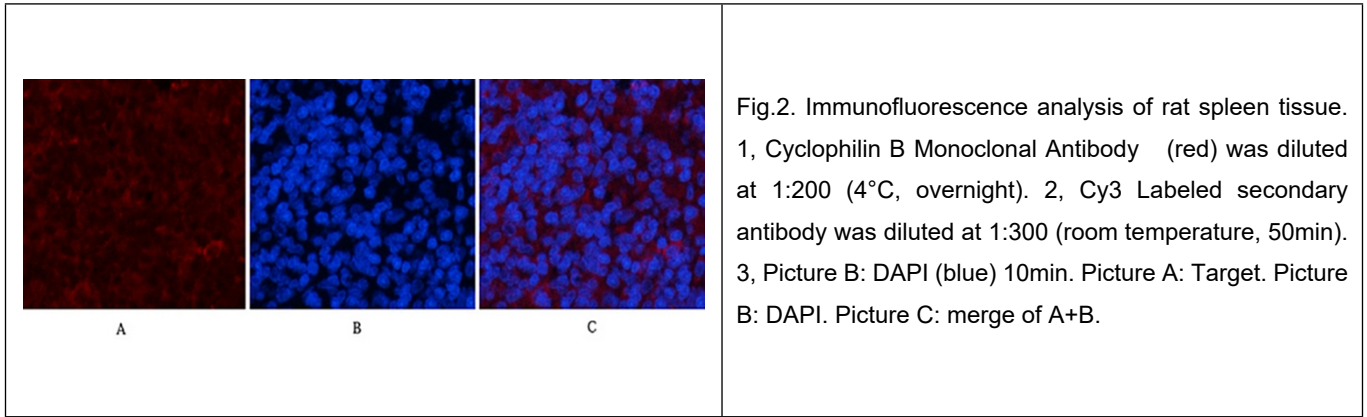 A
B
C
Fig.2. Immunofluorescence analysis of rat spleen tissue.
1, Cyclophilin B Monoclonal Antibody (red) was diluted
at 1:200 (4°C, overnight). 2, Cy3 Labeled secondary
antibody was diluted at 1:300 (room temperature, 50min).
3, Picture B: DAPI (blue) 10min. Picture A: Target. Picture
B: DAPI. Picture C: merge of A+B.